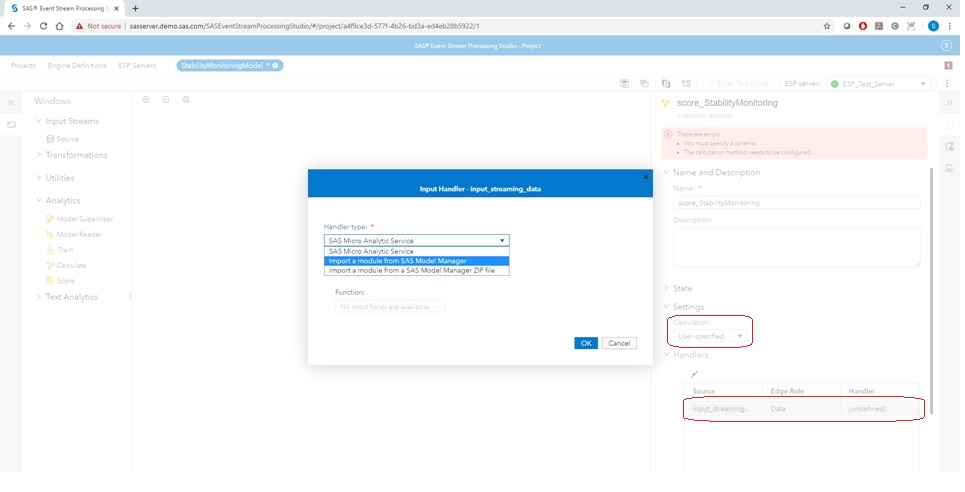 SAS® Event Stream Processing Studio
Not secure
sasserver.demo.sas.com/SASEventStreamProcessingStudio/#/project/a4f9ce3d-577f-4b26-bd3a-ed4eb28b5922/1
SAS® Event Stream Processing Studio - Project
Projects
Engine Definitions
ESP Servers
StabilityMonitoringModel *
1
Enter Test Mode
ESP server:
ESP_Test_Server
Windows
Input Streams
Source
Transformations
Utilities
Analytics
Model Supervisor
Model Reader
Train
Calculate
Score
Text Analytics
Input Handler - input_streaming_data
Handler type: *
SAS Micro Analytic Service
SAS Micro Analytic Service
Import a module from SAS Model Manager
Import a module from a SAS Model Manager ZIP file
Function:
No input fields are available.
OK
Cancel
score_StabilityMonitoring
Calculate window
There are errors:
• You must specify a schema.
• The calculation method needs to be configured.
Name and Description
Name: *
score_StabilityMonitoring
Description:
State
Settings
Calculation:
User-specified
Handlers
Source Edge Role Handler
input_streaming... Data (undefined)